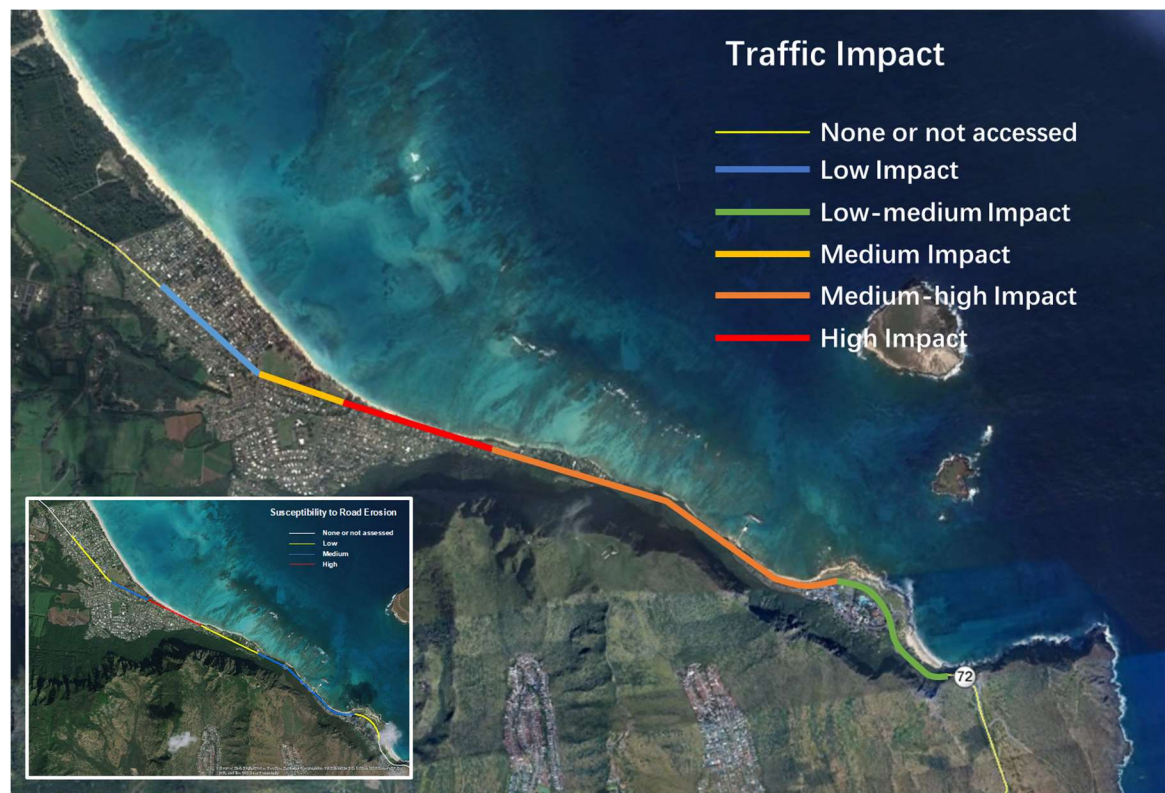 Traffic Impact
None or not accessed
Low Impact
Low-medium Impact
Medium Impact
Medium-high Impact
High Impact
72
Susceptibility to Road Erosion
None or not assessed
Low
Medium
High